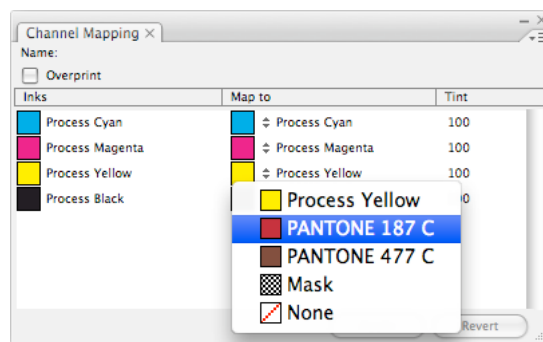 Channel Mapping ×
Name:
Overprint
Inks Map to Tint
Process Cyan Process Cyan 100
Process Magenta Process Magenta 100
Process Yellow Process Yellow 100
Process Black 0
Process Yellow
PANTONE 187 C
PANTONE 477 C
Mask
None
Revert